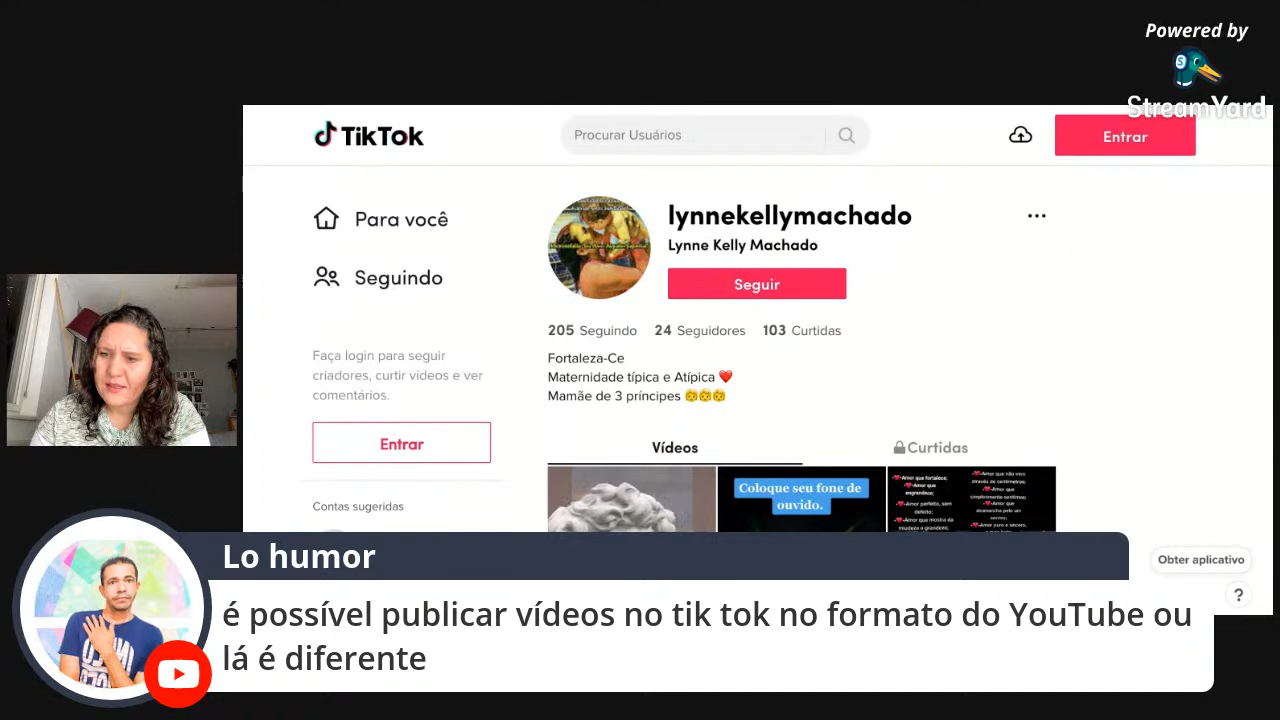 Powered by
StreamYard
TikTok
Procurar Usuários
Entrar
Para você
Seguindo
Faça login para seguir
criadores, curtir vídeos e ver
comentários.
Entrar
Contas sugeridas
lynnekellymachado
Lynne Kelly Machado
Seguir
205 Seguindo 24 Seguidores 103 Curtidas
Fortaleza-Ce
Maternidade típica e Atípica ❤️
Mamãe de 3 príncipes 👶👶👶
Vídeos
Curtidas
Coloque seu fone de
ouvido.
Obter aplicativo
?
Lo humor
é possível publicar vídeos no tik tok no formato do YouTube ou
lá é diferente